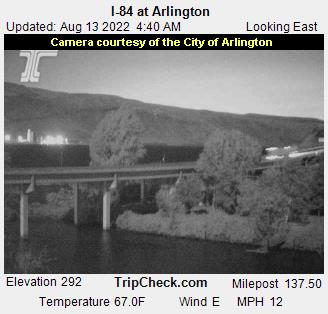 I-84 at Arlington
Updated: Aug 13 2022 4:40 AM Looking East
Camera courtesy of the City of Arlington
Elevation 292 TripCheck.com Milepost 137.50
Temperature 67.0F Wind E MPH 12